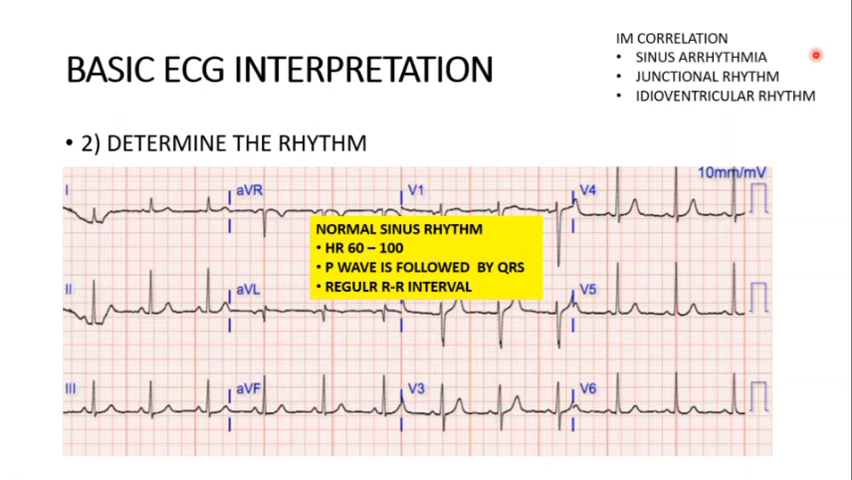 IM CORRELATION
• SINUS ARRHYTHMIA
• JUNCTIONAL RHYTHM
• IDIOVENTRICULAR RHYTHM
BASIC ECG INTERPRETATION
• 2) DETERMINE THE RHYTHM
10mm/mV
I aVR V1 V4
NORMAL SINUS RHYTHM
• HR 60 – 100
• P WAVE IS FOLLOWED BY QRS
• REGULR R-R INTERVAL
II aVL V5
III aVF V3 V6